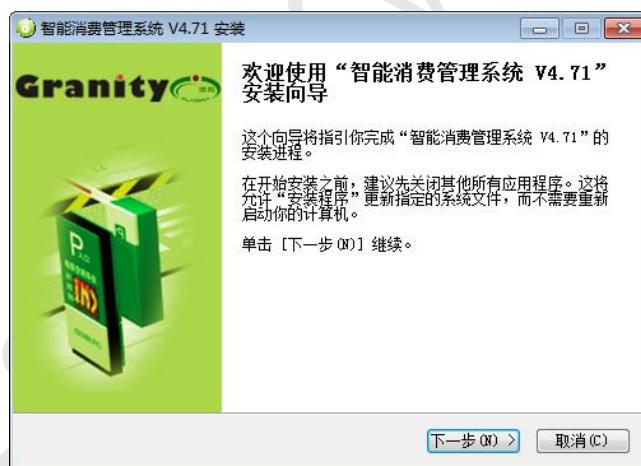 智能消费管理系统 V4.71 安装
Granity
欢迎使用“智能消费管理系统 V4.71”
安装向导
这个向导将指引你完成“智能消费管理系统 V4.71”的
安装进程。
在开始安装之前，建议先关闭其他所有应用程序。这将
允许“安装程序”更新指定的系统文件，而不需要重新
启动你的计算机。
单击 [下一步(N)] 继续。
P
入口
下一步(N) >
取消(C)